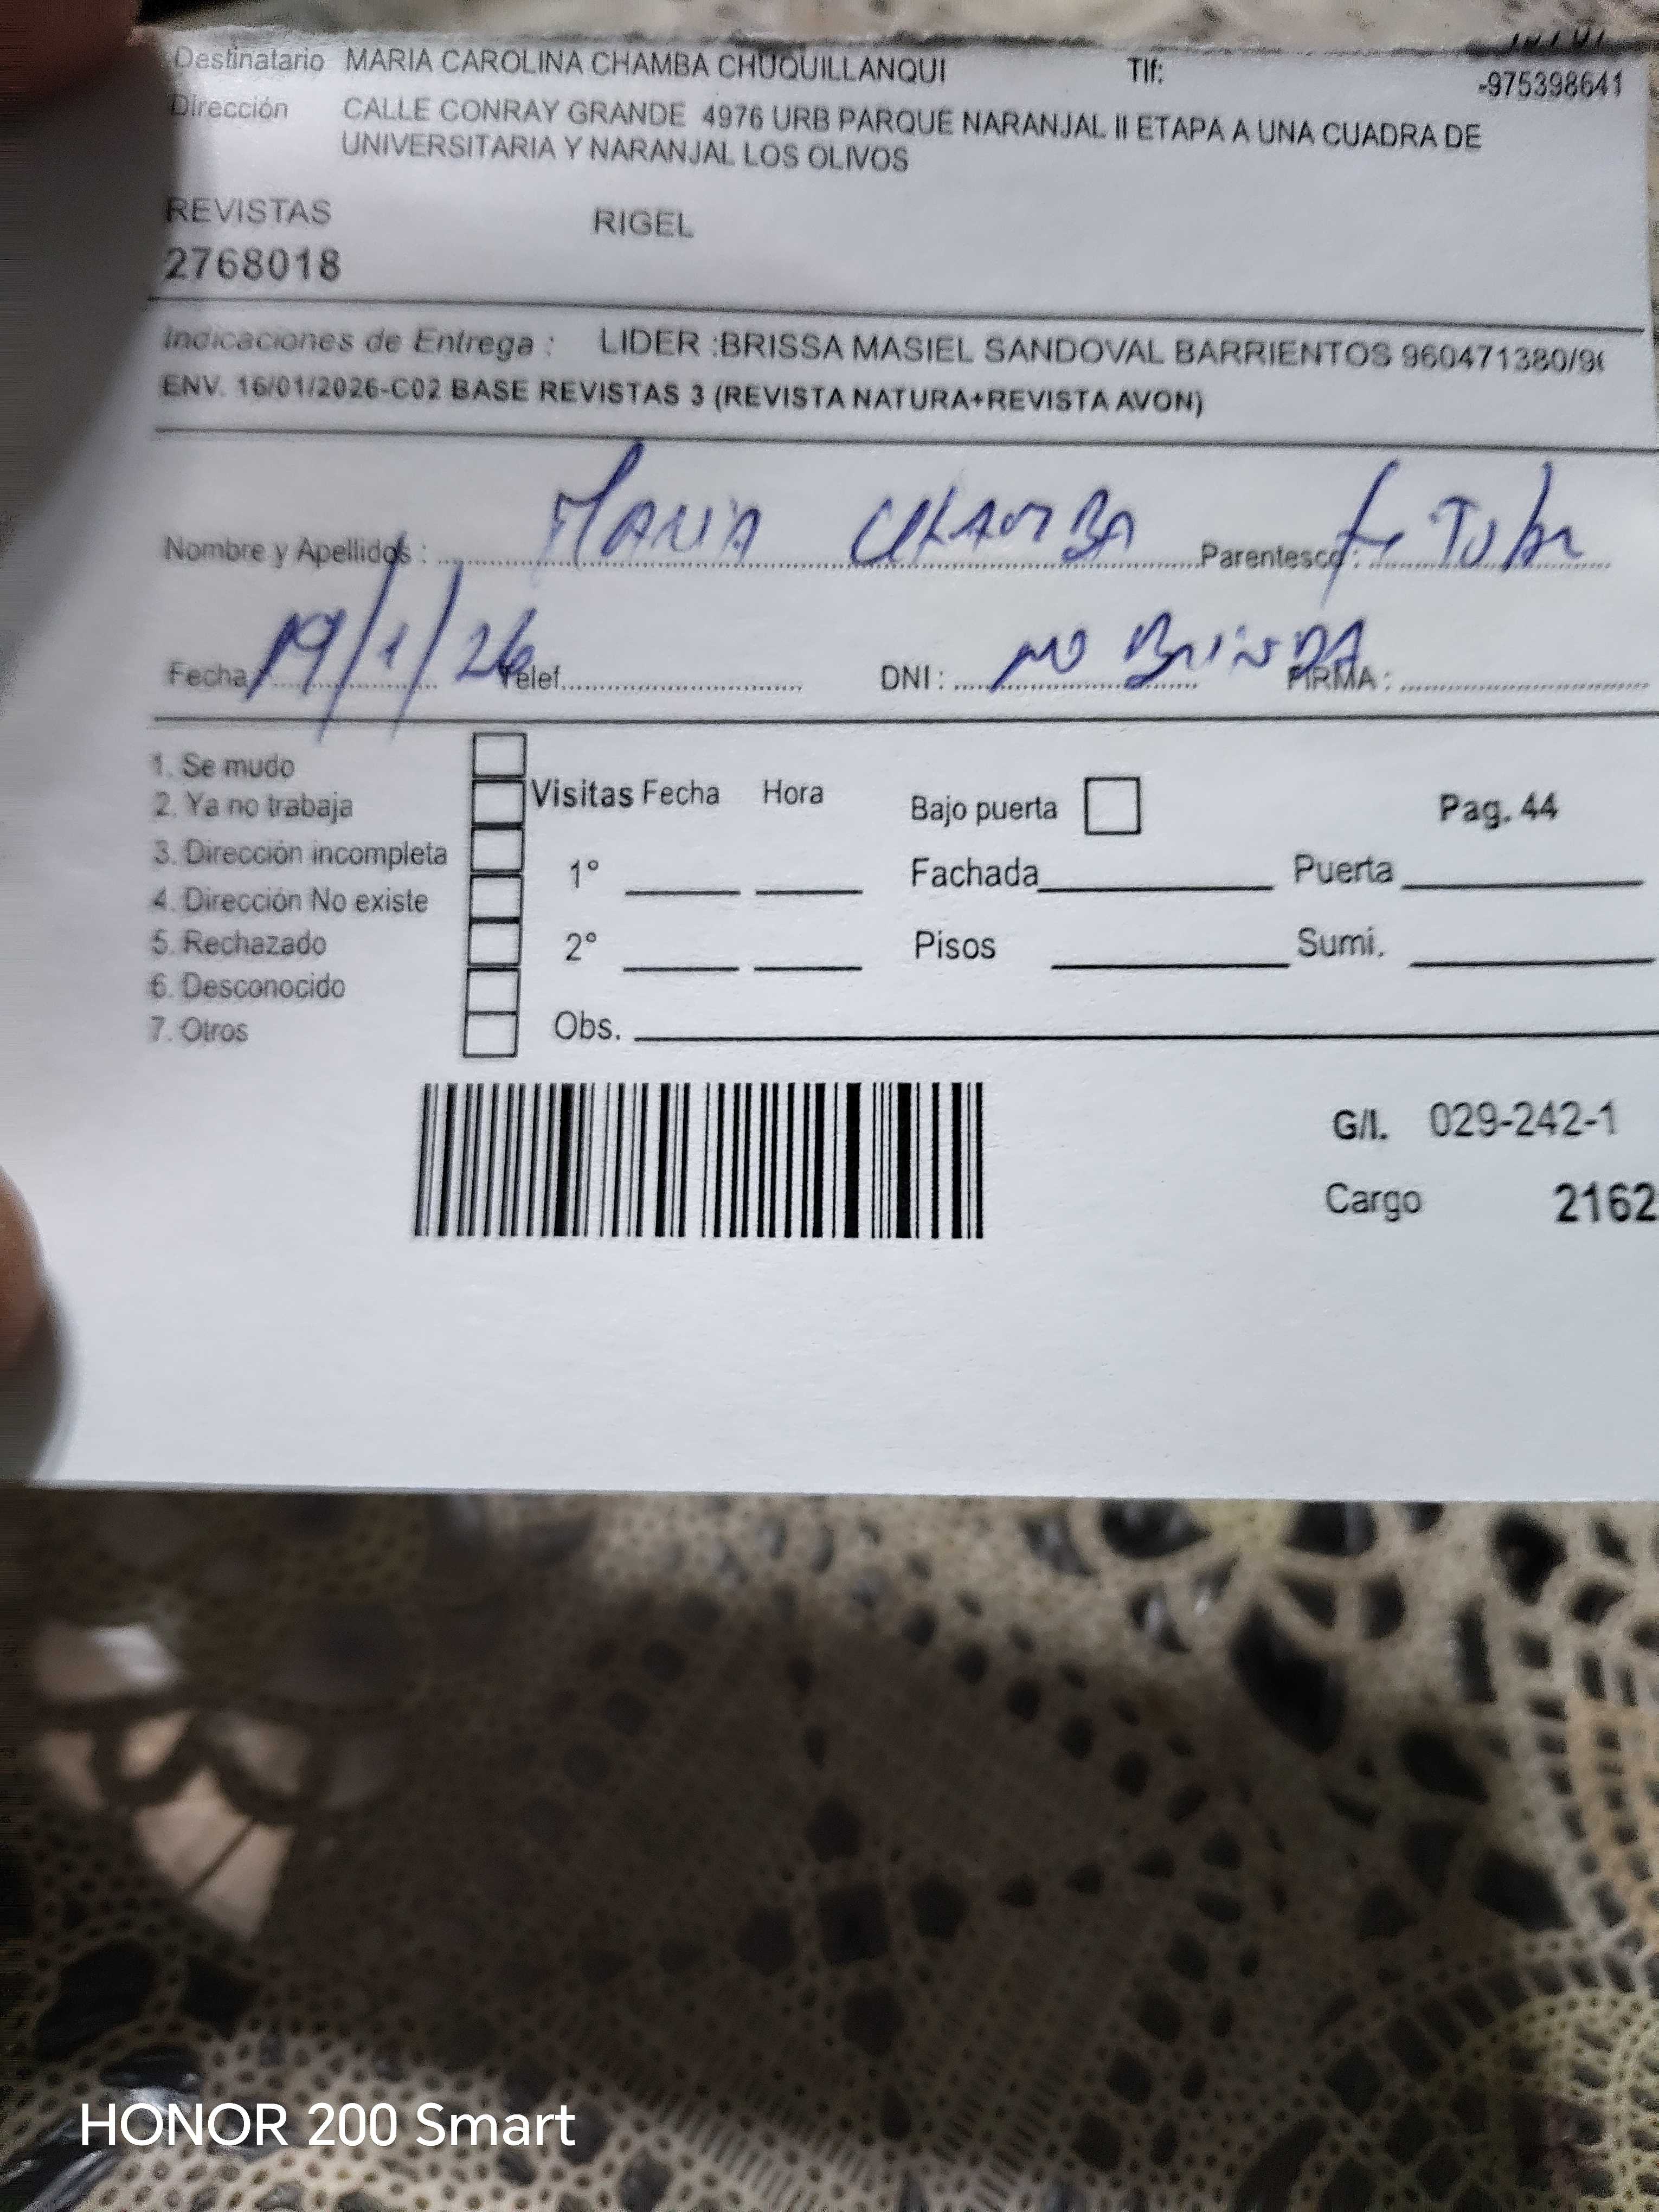 Destinatario MARIA CAROLINA CHAMBA CHUQUILLANQUI Tlf: -975398641
Dirección CALLE CONRAY GRANDE 4976 URB PARQUE NARANJAL II ETAPA A UNA CUADRA DE
UNIVERSITARIA Y NARANJAL LOS OLIVOS
REVISTAS RIGEL
2768018
Indicaciones de Entrega : LIDER :BRISSA MASIEL SANDOVAL BARRIENTOS 960471380/9
ENV. 16/01/2026-C02 BASE REVISTAS 3 (REVISTA NATURA+REVISTA AVON)
Nombre y Apellidos : MARIA CHAMBA Parentesco :
Fecha 19/1/26 Telef. DNI : NO BRINDA FIRMA :
1. Se mudo
2. Ya no trabaja Visitas Fecha Hora Bajo puerta Pag. 44
3. Dirección incompleta 1° Fachada Puerta
4. Dirección No existe
5. Rechazado 2° Pisos Sumi.
6. Desconocido
7. Otros Obs.
G/I. 029-242-1
Cargo 2162
HONOR 200 Smart